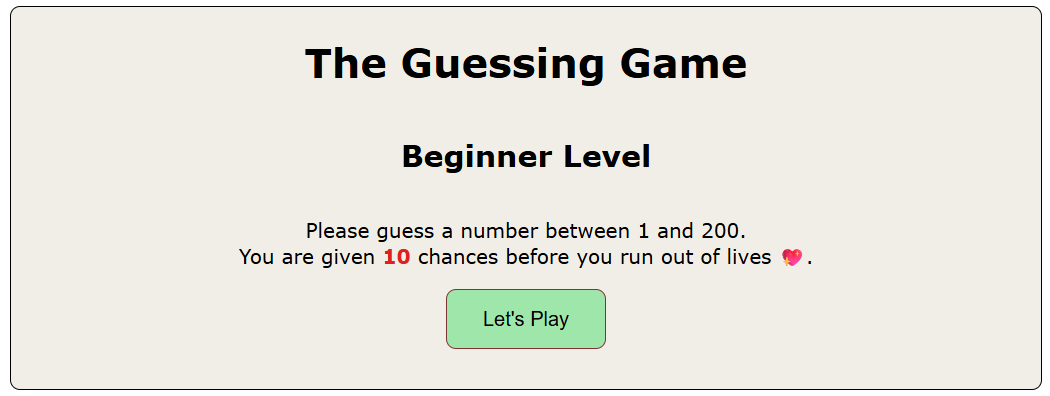 The Guessing Game
Beginner Level
Please guess a number between 1 and 200.
You are given 10 chances before you run out of lives 💖.
Let's Play